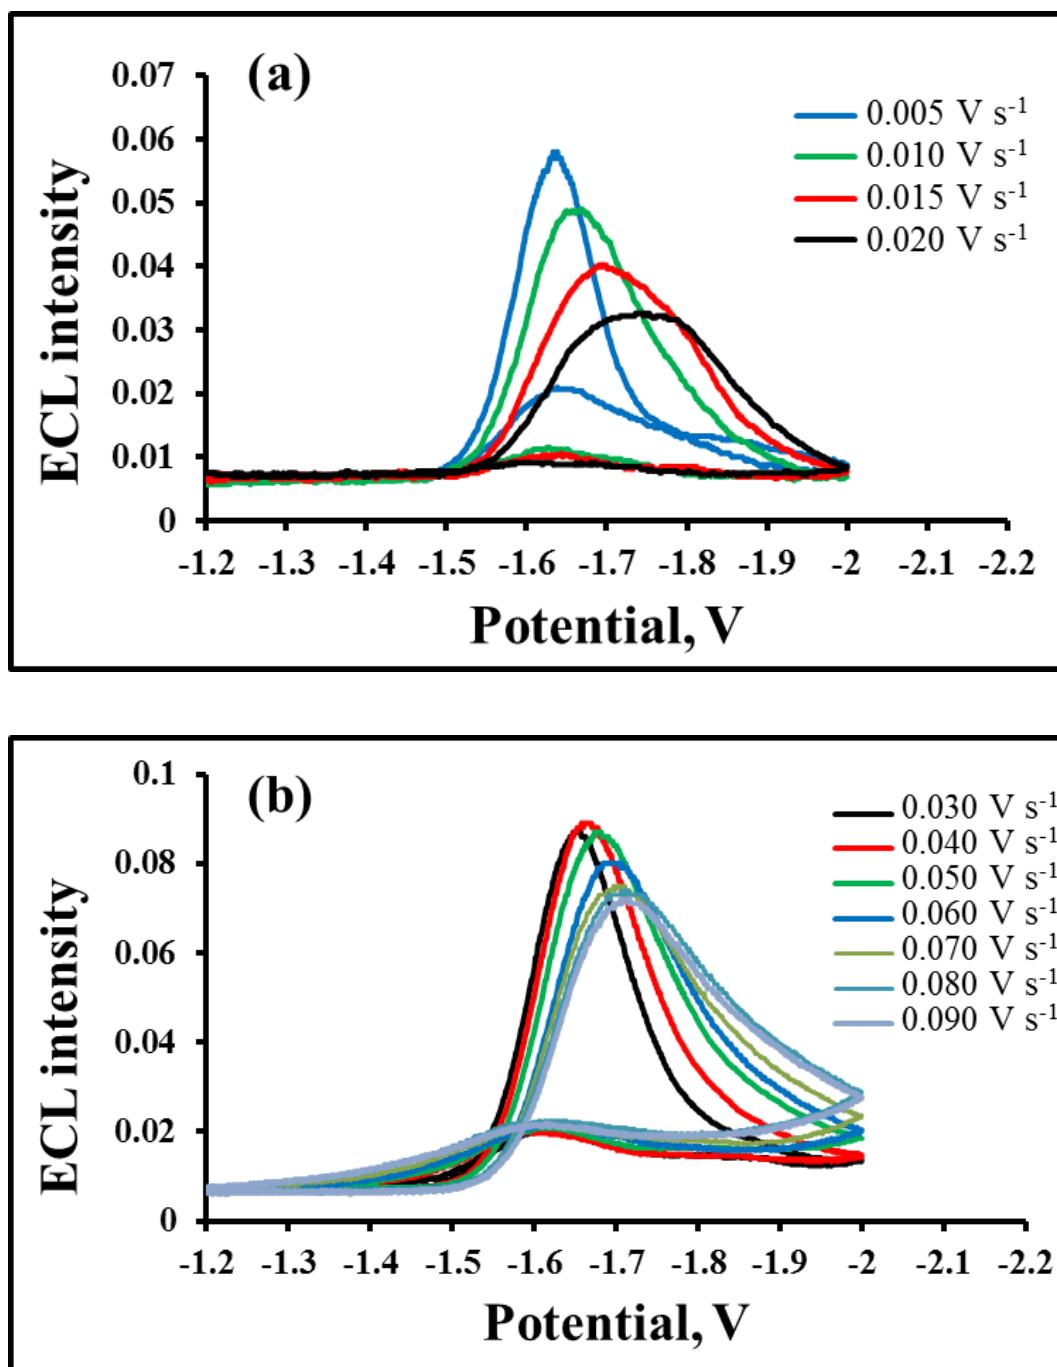 (a)
0.07
0.06
0.05
0.04
0.03
0.02
0.01
0
ECL intensity
0.005 V s⁻¹
0.010 V s⁻¹
0.015 V s⁻¹
0.020 V s⁻¹
-1.2 -1.3 -1.4 -1.5 -1.6 -1.7 -1.8 -1.9 -2 -2.1 -2.2
Potential, V
(b)
0.1
0.08
0.06
0.04
0.02
0
ECL intensity
0.030 V s⁻¹
0.040 V s⁻¹
0.050 V s⁻¹
0.060 V s⁻¹
0.070 V s⁻¹
0.080 V s⁻¹
0.090 V s⁻¹
-1.2 -1.3 -1.4 -1.5 -1.6 -1.7 -1.8 -1.9 -2 -2.1 -2.2
Potential, V